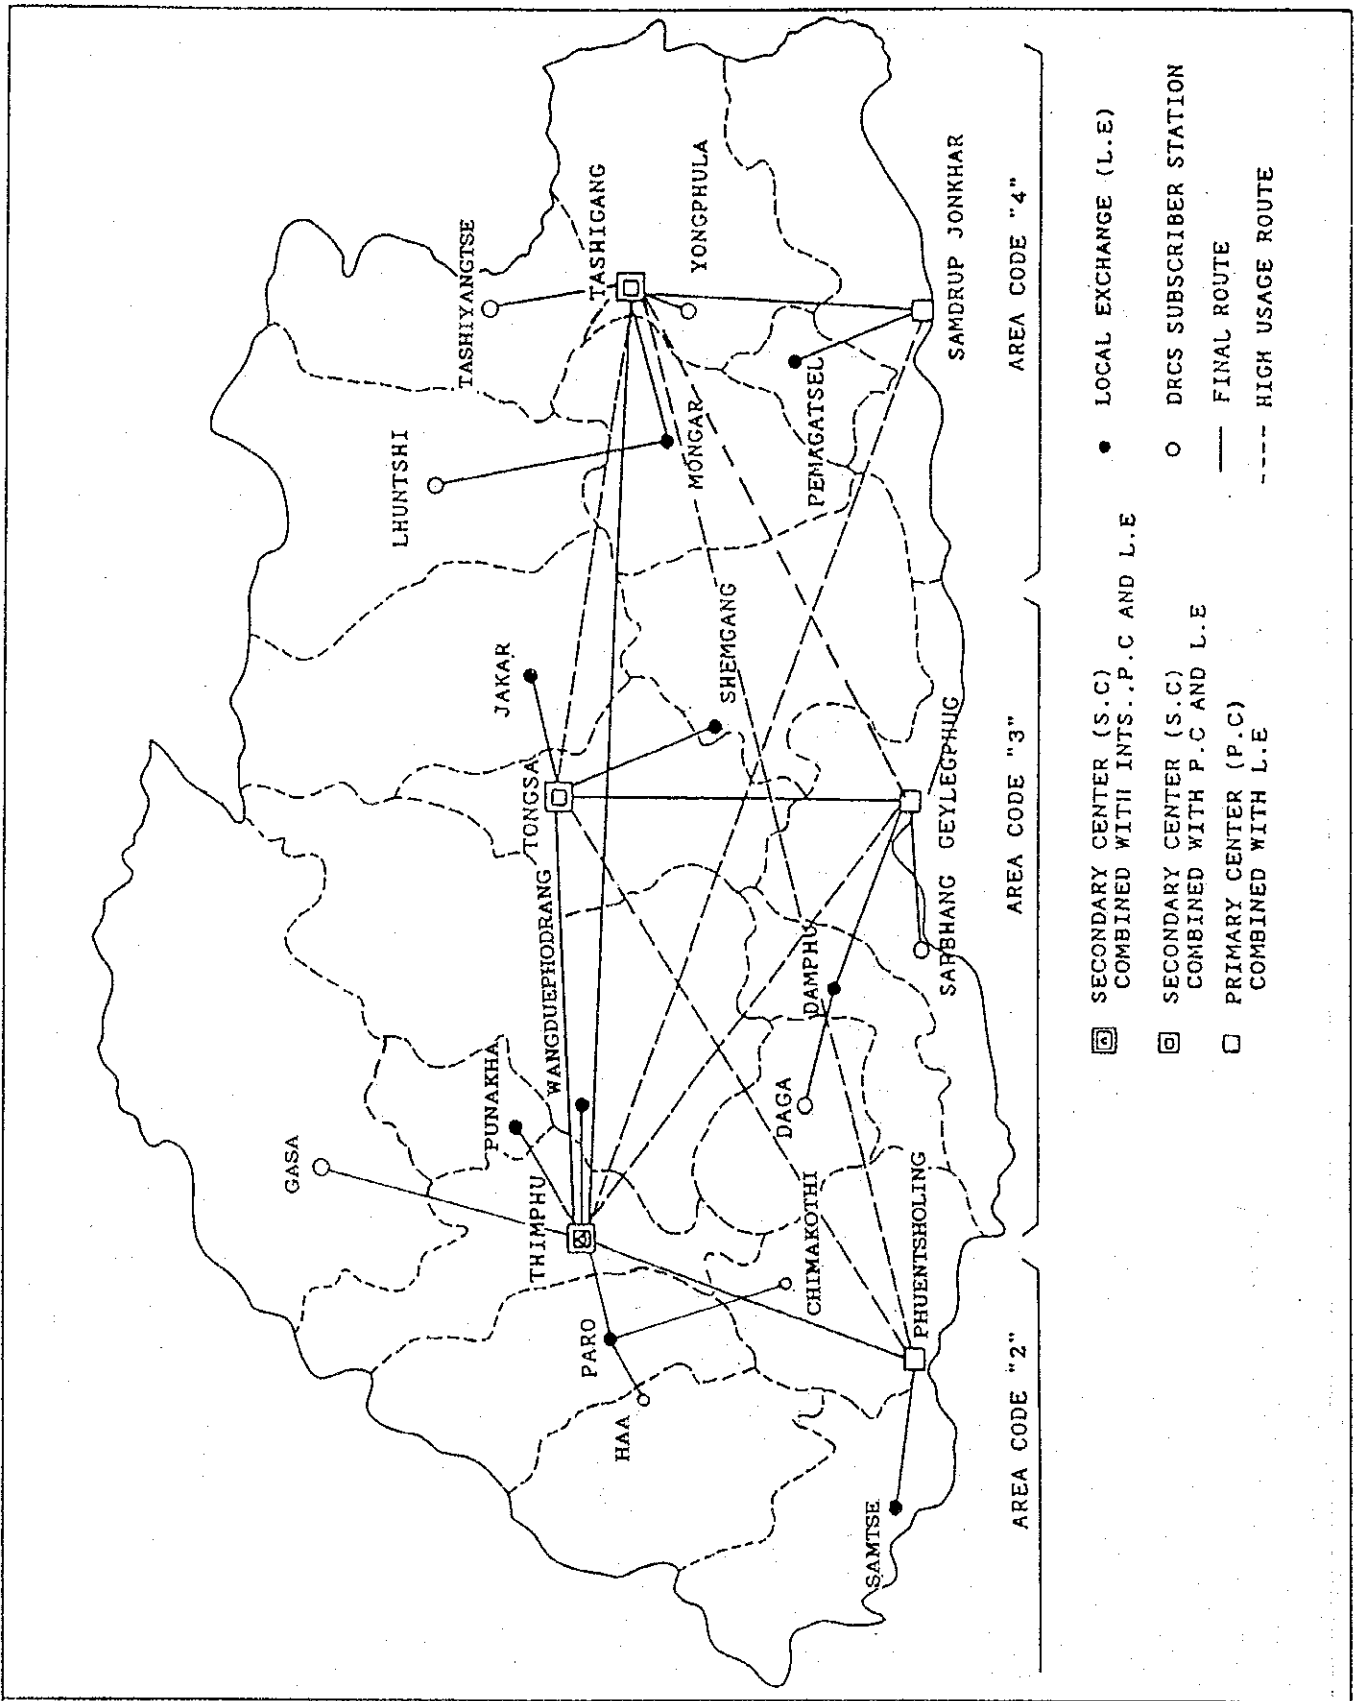 GASA
PUNAKHA
WANGDUEPHODRANG
THIMPHU
PARO
HAA
CHIMAKOTHI
PHUENTSHOLING
SAMTSE
DAGA
DAMPHU
TONGSA
JAKAR
SHEMGANG
SARBHANG GEYLEGPHUG
LHUNTSHI
TASHIYANGTSE
TASHIGANG
YONGPHULA
MONGAR
PEMAGATSEL
SAMDRUP JONKHAR
AREA CODE "2"
AREA CODE "3"
AREA CODE "4"
SECONDARY CENTER (S.C)
COMBINED WITH INTS.,P.C AND L.E
SECONDARY CENTER (S.C)
COMBINED WITH P.C AND L.E
PRIMARY CENTER (P.C)
COMBINED WITH L.E
LOCAL EXCHANGE (L.E)
DRCS SUBSCRIBER STATION
FINAL ROUTE
HIGH USAGE ROUTE